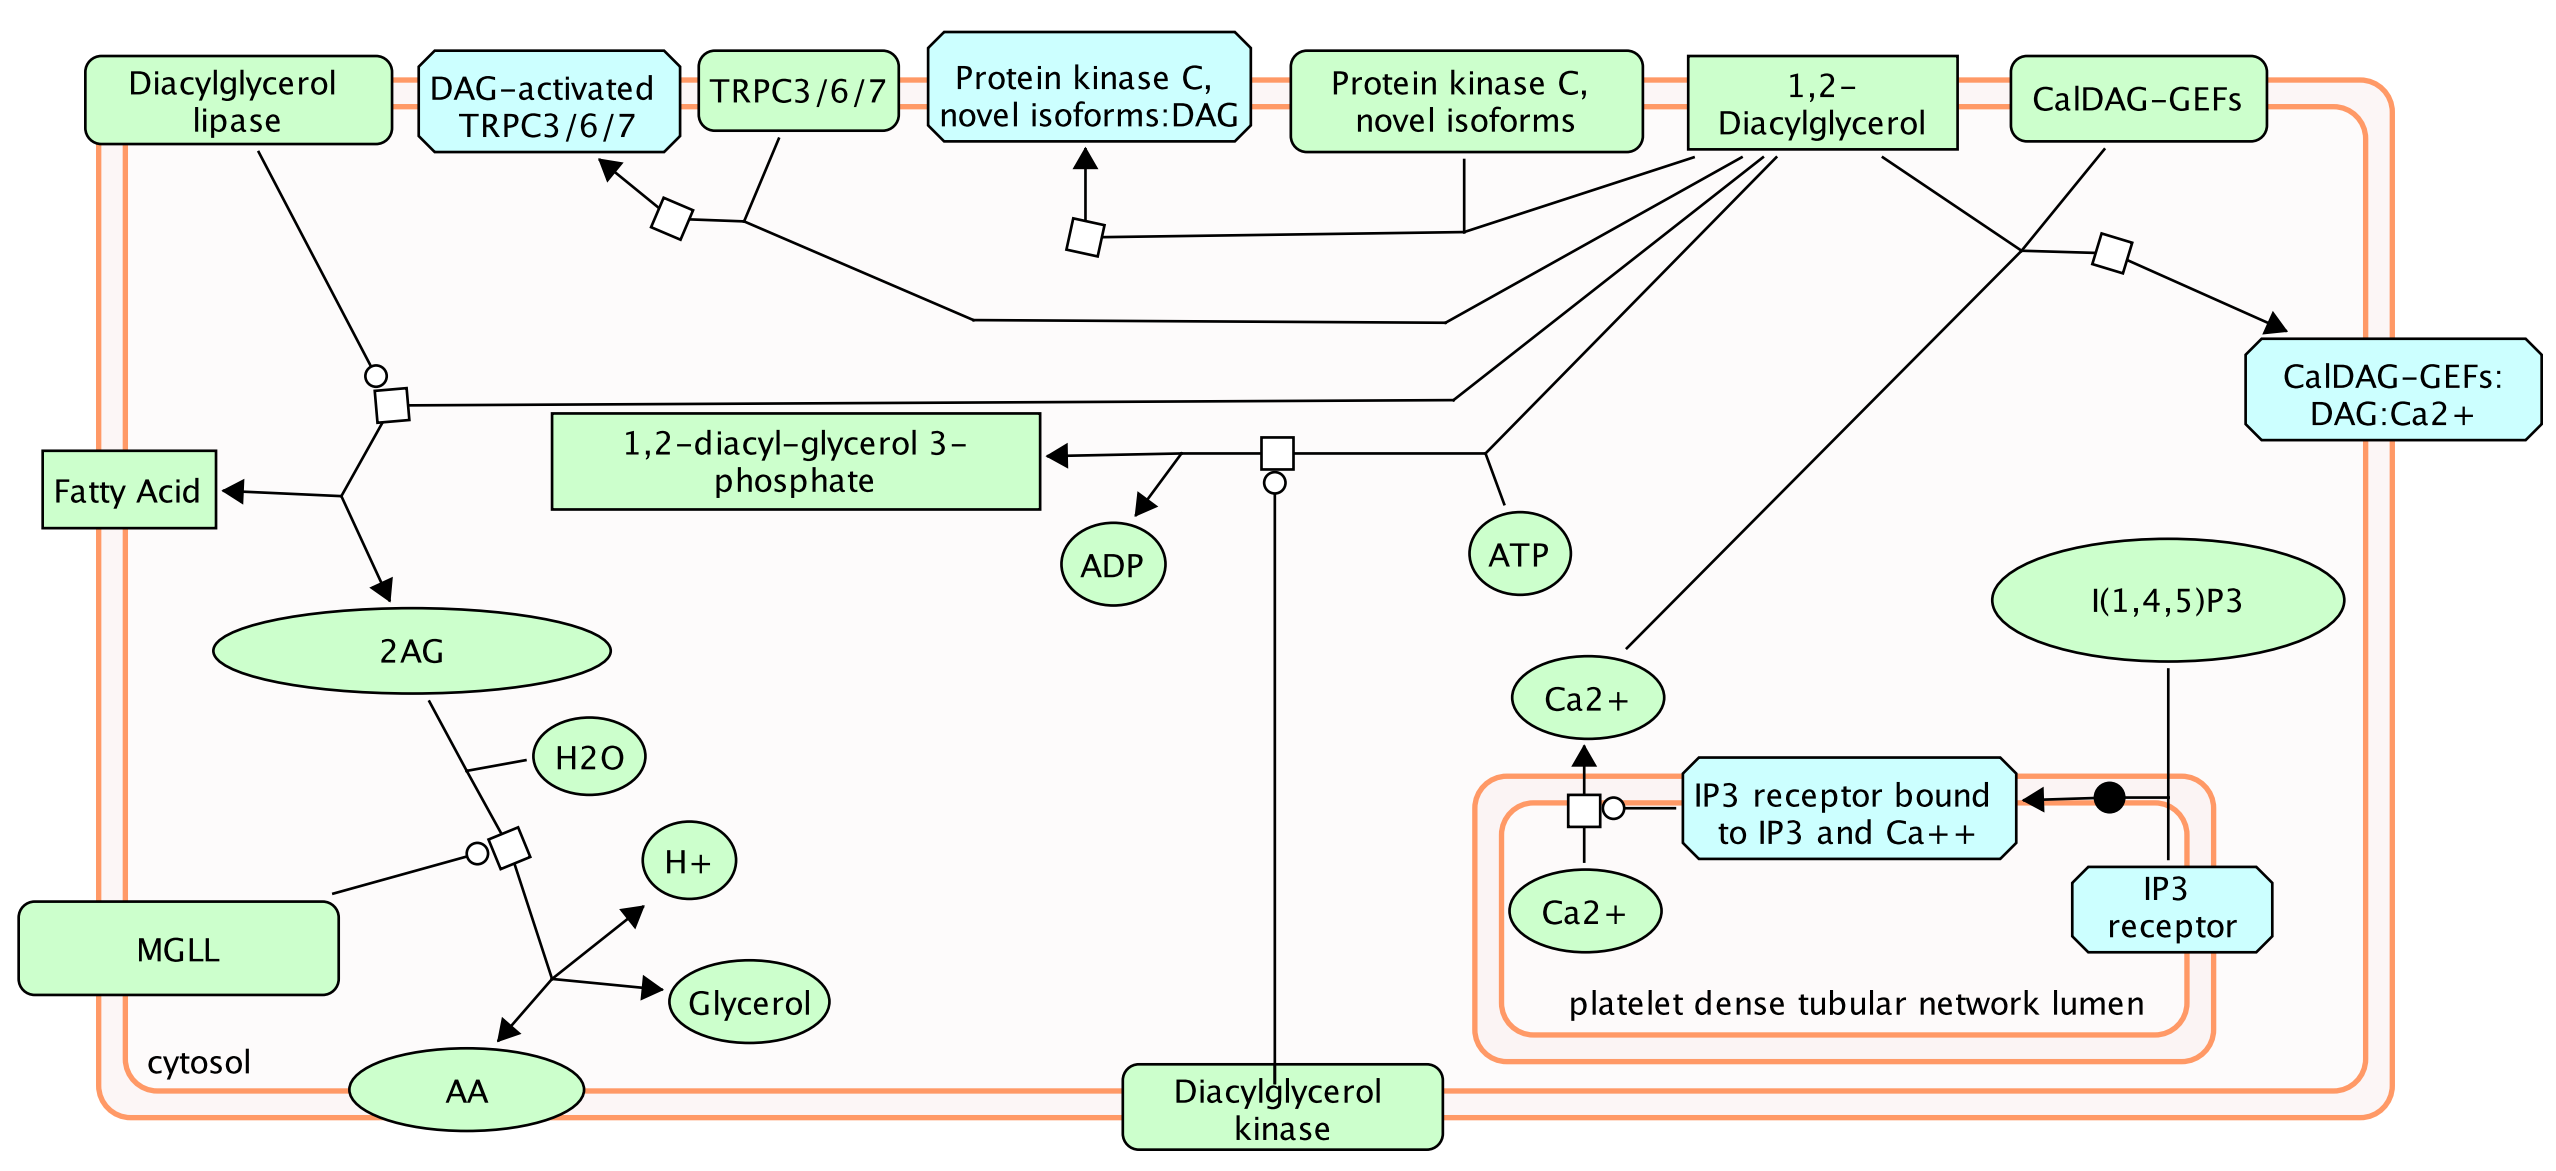 Diacylglycerol
lipase
DAG-activated
TRPC3/6/7
TRPC3/6/7
Protein kinase C,
novel isoforms:DAG
Protein kinase C,
novel isoforms
1,2-
Diacylglycerol
CalDAG-GEFs
CalDAG-GEFs:
DAG:Ca2+
1,2-diacyl-glycerol 3-
phosphate
Fatty Acid
ADP
ATP
I(1,4,5)P3
2AG
Ca2+
H2O
IP3 receptor bound
to IP3 and Ca++
H+
IP3
receptor
Ca2+
MGLL
Glycerol
platelet dense tubular network lumen
cytosol
AA
Diacylglycerol
kinase